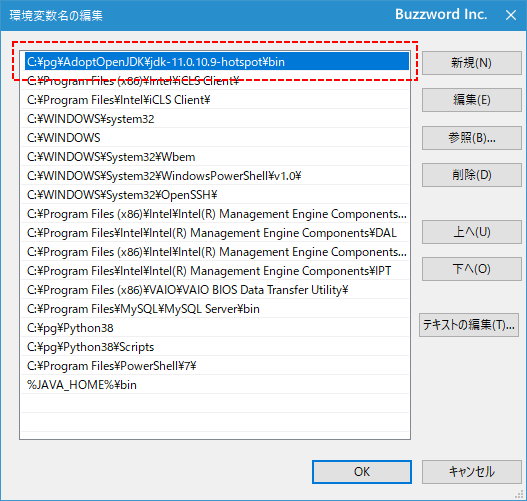 環境変数名の編集
Buzzword Inc.
C:¥pg¥AdoptOpenJDK¥jdk-11.0.10.9-hotspot¥bin
C:¥Program Files (x86)¥Intel¥iCLS Client¥
C:¥Program Files¥Intel¥iCLS Client¥
C:¥WINDOWS¥system32
C:¥WINDOWS
C:¥WINDOWS¥System32¥Wbem
C:¥WINDOWS¥System32¥WindowsPowerShell¥v1.0¥
C:¥WINDOWS¥System32¥OpenSSH¥
C:¥Program Files (x86)¥Intel¥Intel(R) Management Engine Components...
C:¥Program Files¥Intel¥Intel(R) Management Engine Components¥DAL
C:¥Program Files (x86)¥Intel¥Intel(R) Management Engine Components...
C:¥Program Files¥Intel¥Intel(R) Management Engine Components¥IPT
C:¥Program Files (x86)¥VAIO¥VAIO BIOS Data Transfer Utility¥
C:¥Program Files¥MySQL¥MySQL Server¥bin
C:¥pg¥Python38
C:¥pg¥Python38¥Scripts
C:¥Program Files¥PowerShell¥7¥
%JAVA_HOME%¥bin
新規(N)
編集(E)
参照(B)...
削除(D)
上へ(U)
下へ(O)
テキストの編集(T)...
OK
キャンセル